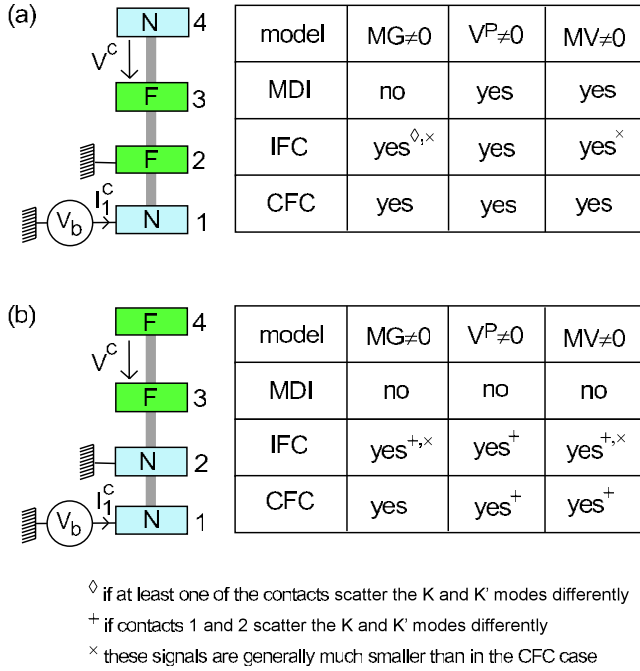 (a)
N 4
V^C
F 3
F 2
I_1^C
V_b
N 1
model MG≠0 V^P≠0 MV≠0
MDI no yes yes
IFC yes^◊,× yes yes^×
CFC yes yes yes
(b)
F 4
V^C
F 3
N 2
I_1^C
V_b
N 1
model MG≠0 V^P≠0 MV≠0
MDI no no no
IFC yes^+,× yes^+ yes^+,×
CFC yes yes^+ yes^+
◊ if at least one of the contacts scatter the K and K' modes differently
+ if contacts 1 and 2 scatter the K and K' modes differently
× these signals are generally much smaller than in the CFC case